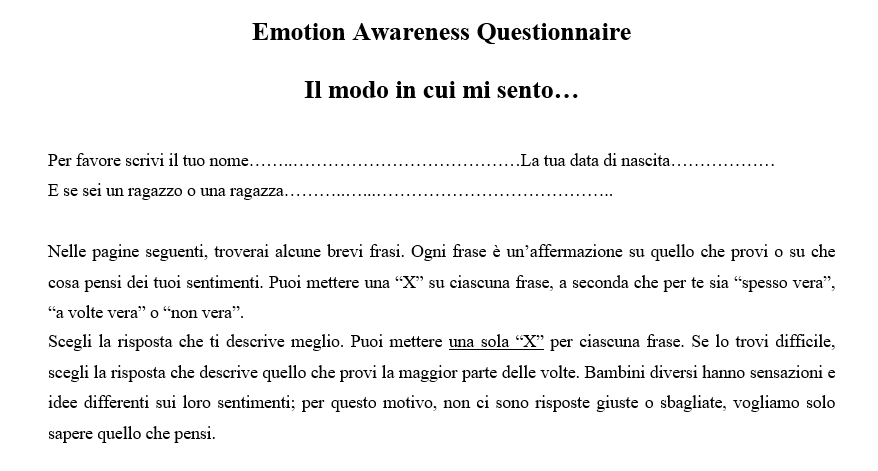 Emotion Awareness Questionnaire
Il modo in cui mi sento…
Per favore scrivi il tuo nome……..…………………………………La tua data di nascita………………
E se sei un ragazzo o una ragazza………..…...…………………………………..
Nelle pagine seguenti, troverai alcune brevi frasi. Ogni frase è un’affermazione su quello che provi o su che
cosa pensi dei tuoi sentimenti. Puoi mettere una “X” su ciascuna frase, a seconda che per te sia “spesso vera”,
“a volte vera” o “non vera”.
Scegli la risposta che ti descrive meglio. Puoi mettere una sola “X” per ciascuna frase. Se lo trovi difficile,
scegli la risposta che descrive quello che provi la maggior parte delle volte. Bambini diversi hanno sensazioni e
idee differenti sui loro sentimenti; per questo motivo, non ci sono risposte giuste o sbagliate, vogliamo solo
sapere quello che pensi.